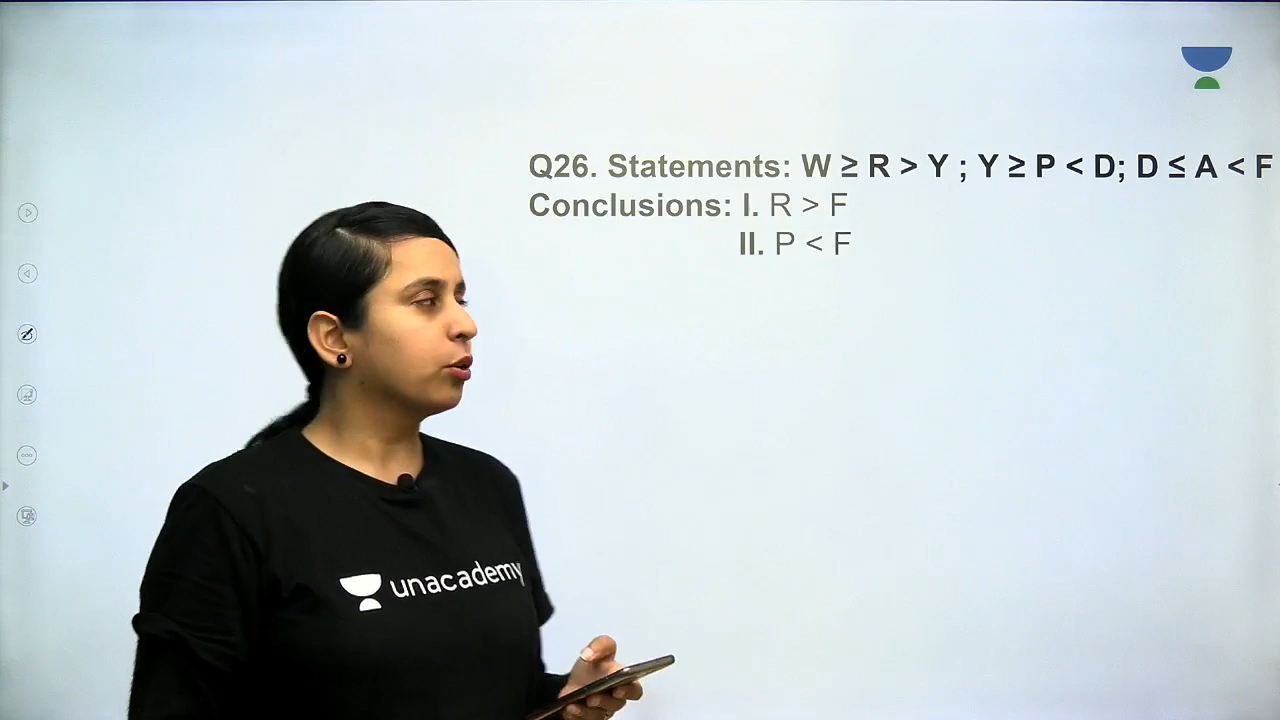 Q26. Statements: W ≥ R > Y ; Y ≥ P < D; D ≤ A < F
Conclusions: I. R > F
II. P < F
unacademy